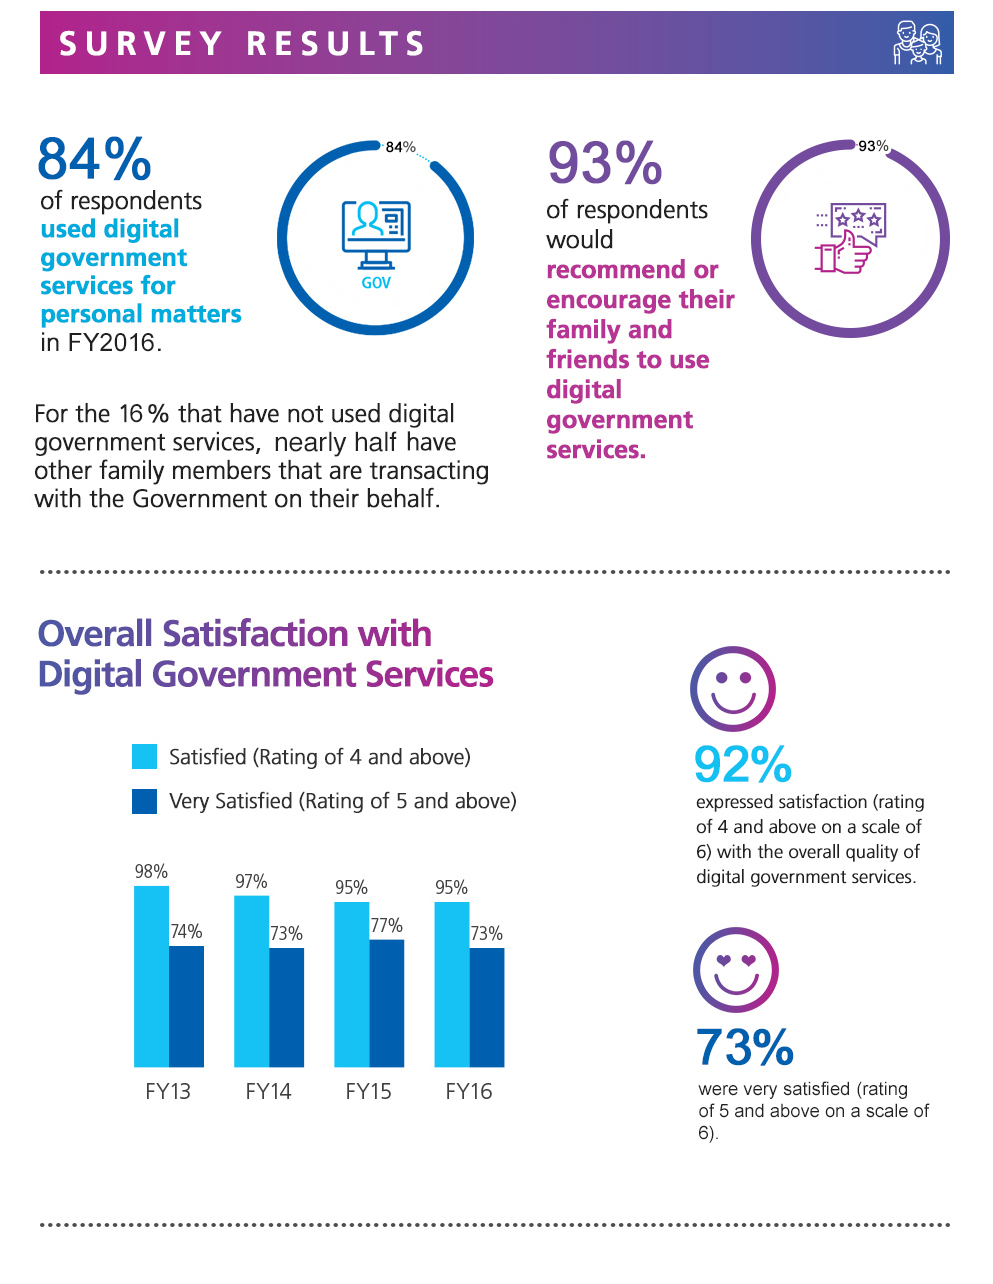 SURVEY RESULTS
84%
of respondents
used digital
government
services for
personal matters
in FY2016.
84%
GOV
93%
of respondents
would
recommend or
encourage their
family and
friends to use
digital
government
services.
93%
For the 16% that have not used digital
government services, nearly half have
other family members that are transacting
with the Government on their behalf.
Overall Satisfaction with
Digital Government Services
Satisfied (Rating of 4 and above)
Very Satisfied (Rating of 5 and above)
98%
74%
97%
73%
95%
77%
95%
73%
FY13
FY14
FY15
FY16
92%
expressed satisfaction (rating
of 4 and above on a scale of
6) with the overall quality of
digital government services.
73%
were very satisfied (rating
of 5 and above on a scale of
6).